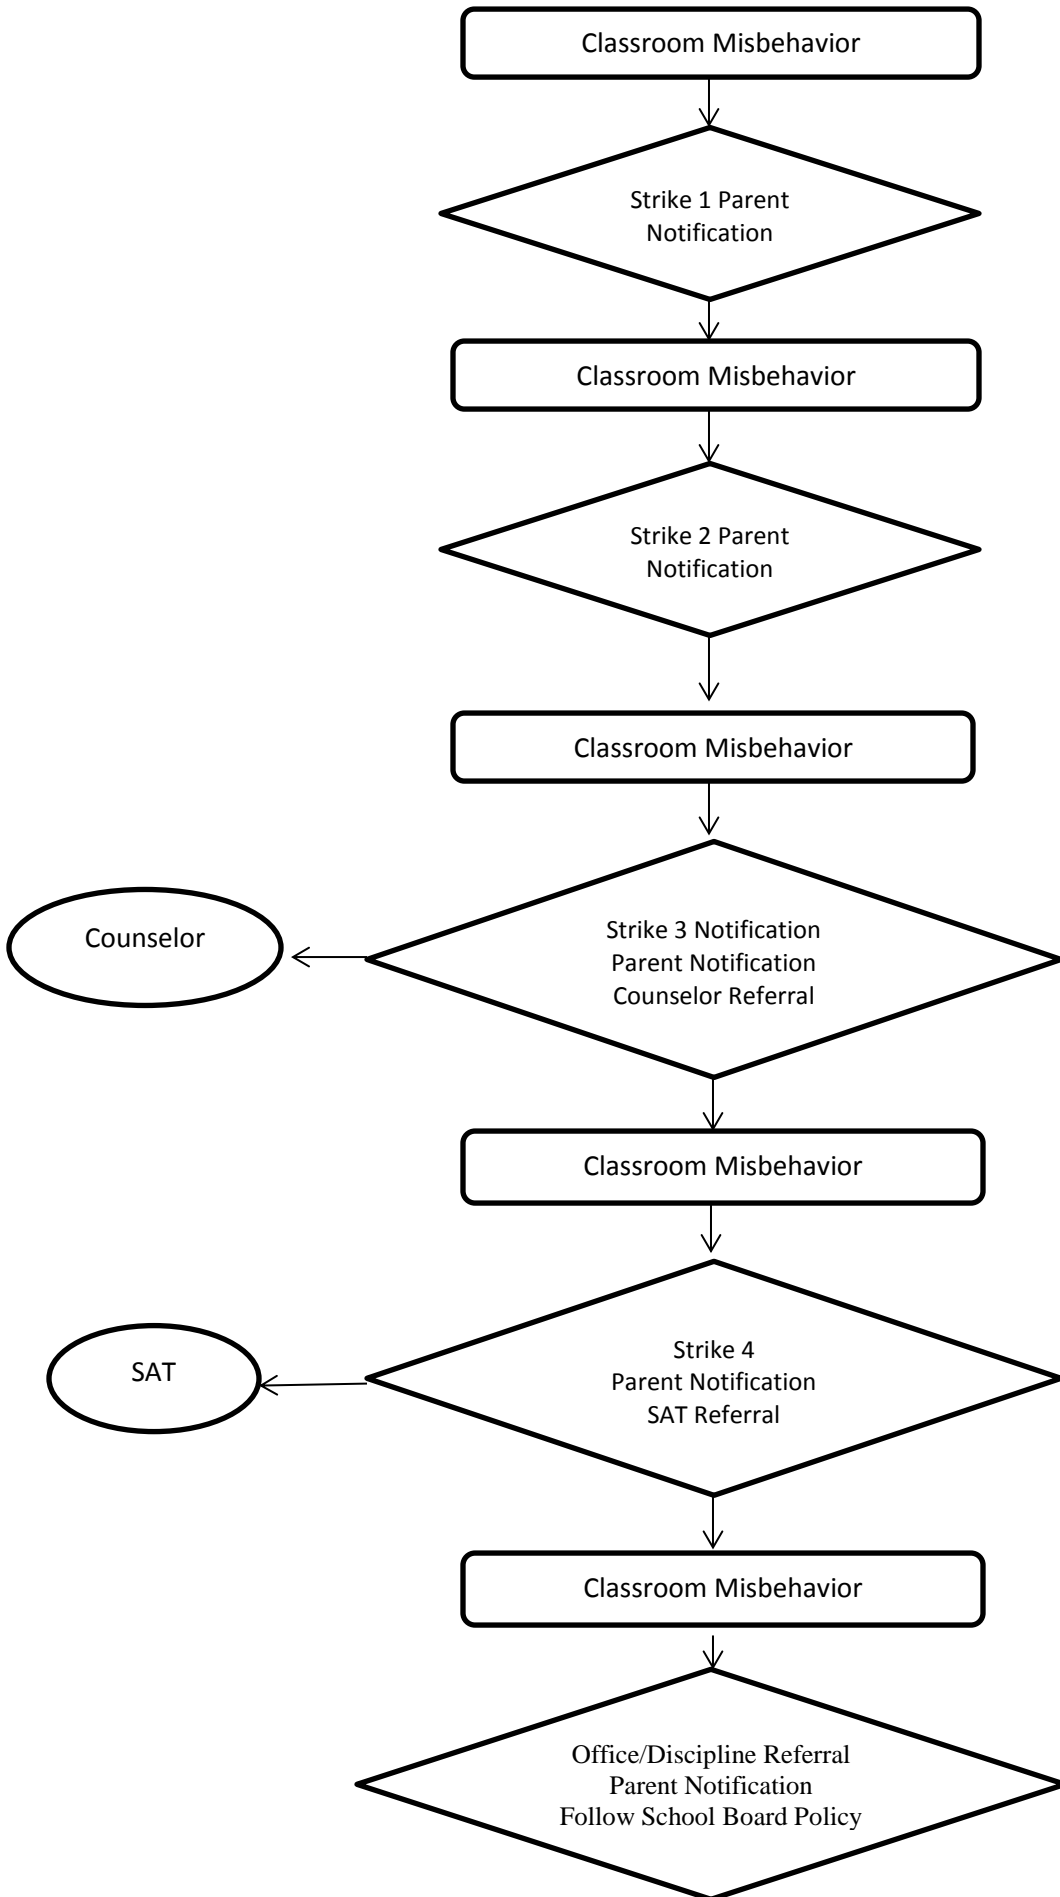 Classroom Misbehavior
Strike 1 Parent
Notification
Classroom Misbehavior
Strike 2 Parent
Notification
Classroom Misbehavior
Counselor
Strike 3 Notification
Parent Notification
Counselor Referral
Classroom Misbehavior
SAT
Strike 4
Parent Notification
SAT Referral
Classroom Misbehavior
Office/Discipline Referral
Parent Notification
Follow School Board Policy